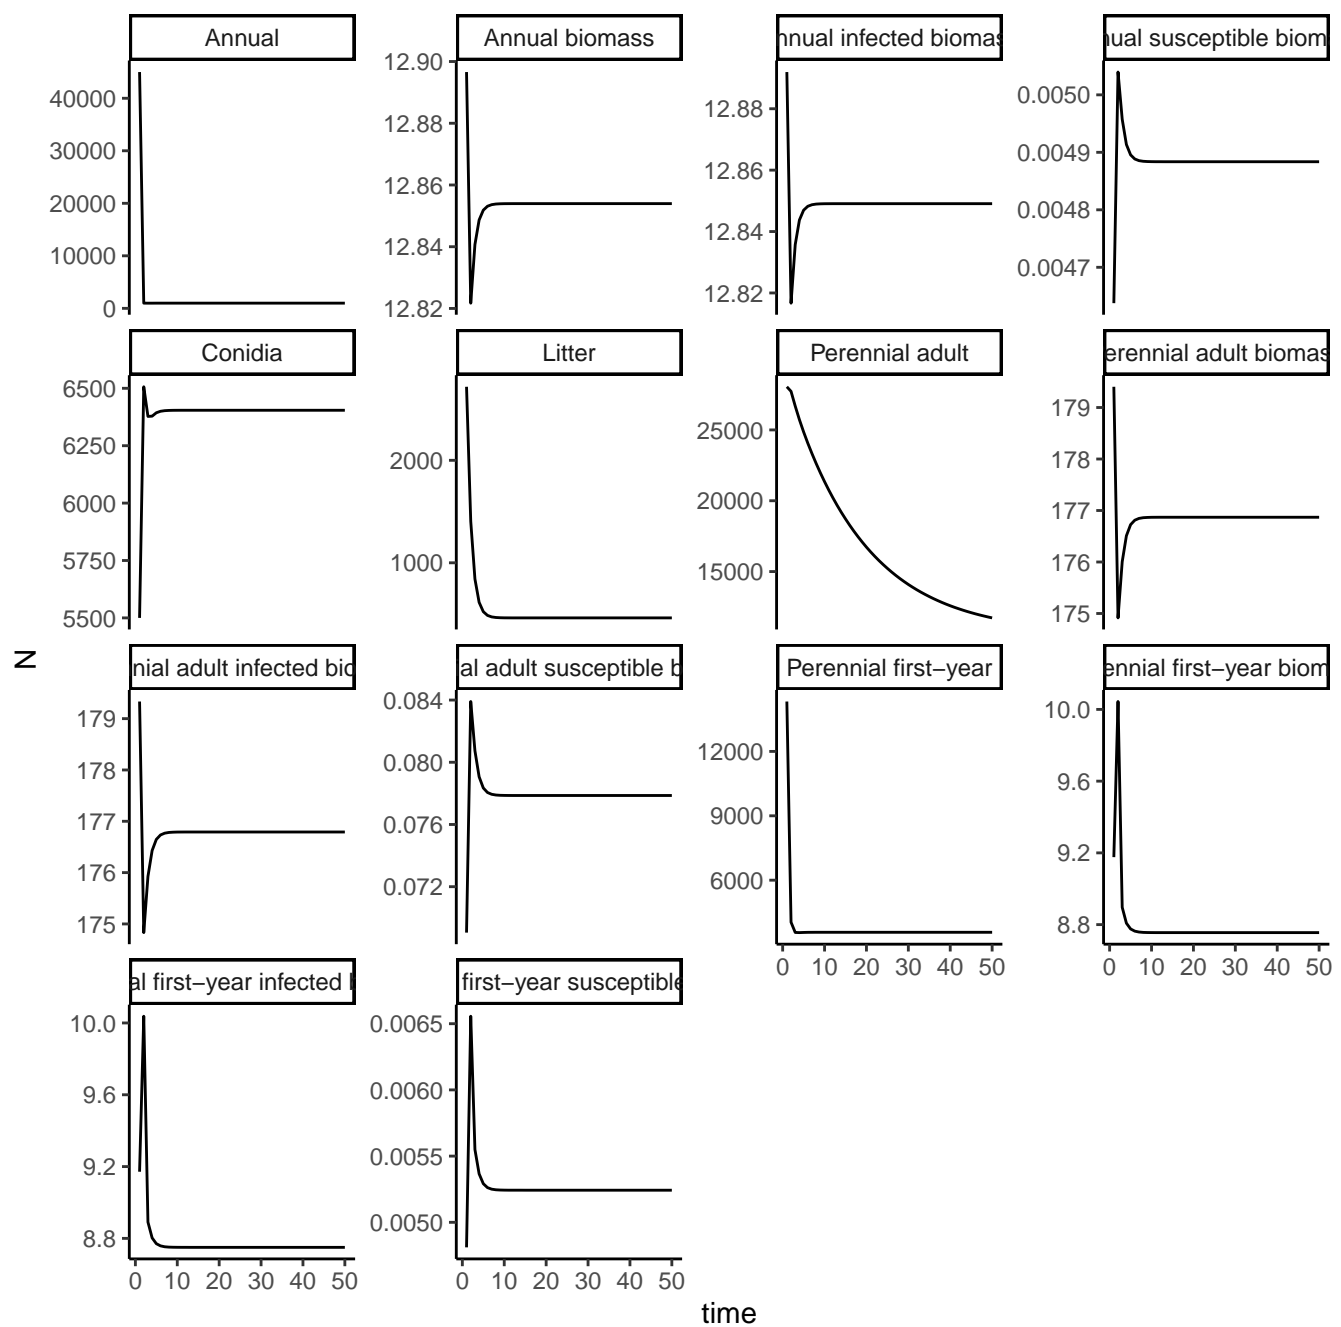 Annual
Annual biomass
nnual infected biomas
nual susceptible biom
40000
30000
20000
10000
0
12.90
12.88
12.86
12.84
12.82
12.88
12.86
12.84
12.82
0.0050
0.0049
0.0048
0.0047
Conidia
Litter
Perennial adult
erennial adult biomas
6500
6250
6000
5750
5500
2000
1000
25000
20000
15000
179
178
177
176
175
N
nial adult infected bio
al adult susceptible b
Perennial first−year
ennial first−year biom
179
178
177
176
175
0.084
0.080
0.076
0.072
12000
9000
6000
10.0
9.6
9.2
8.8
0 10 20 30 40 50
0 10 20 30 40 50
al first−year infected b
first−year susceptible
10.0
9.6
9.2
8.8
0.0065
0.0060
0.0055
0.0050
0 10 20 30 40 50
0 10 20 30 40 50
time